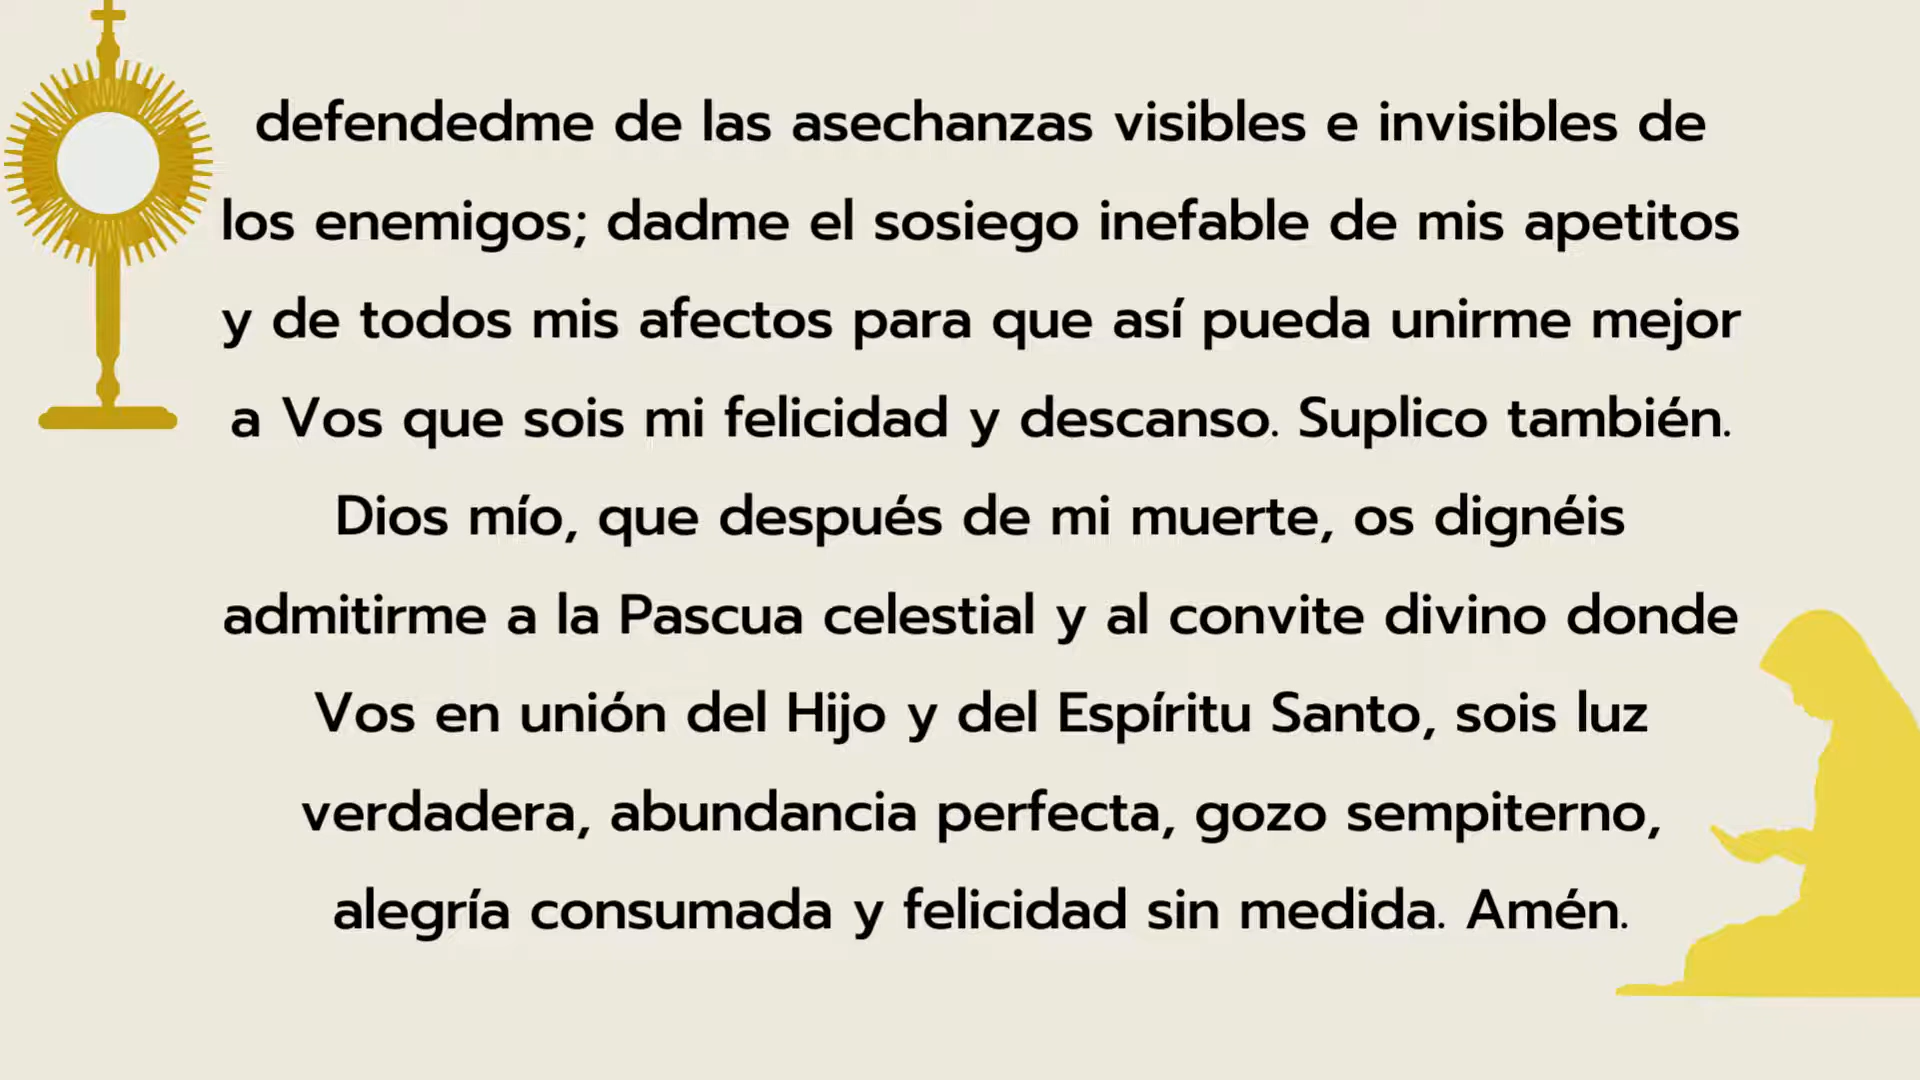 defendedme de las asechanzas visibles e invisibles de
los enemigos; dadme el sosiego inefable de mis apetitos
y de todos mis afectos para que así pueda unirme mejor
a Vos que sois mi felicidad y descanso. Suplico también.
Dios mío, que después de mi muerte, os dignéis
admitirme a la Pascua celestial y al convite divino donde
Vos en unión del Hijo y del Espíritu Santo, sois luz
verdadera, abundancia perfecta, gozo sempiterno,
alegría consumada y felicidad sin medida. Amén.